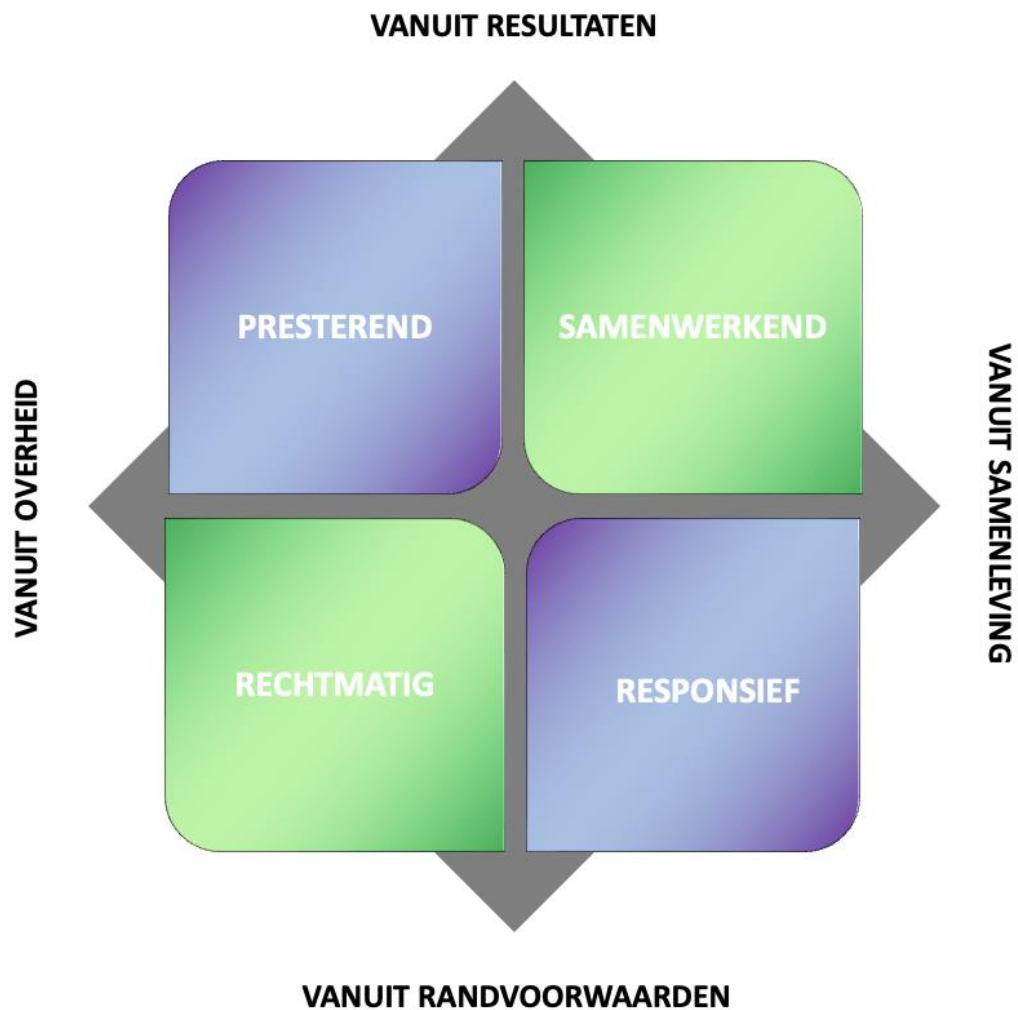 VANUIT RESULTATEN
PRESTEREND
SAMENWERKEND
VANUIT OVERHEID
VANUIT SAMENLEVING
RECHTMATIG
RESPONSIEF
VANUIT RANDVOORWAARDEN